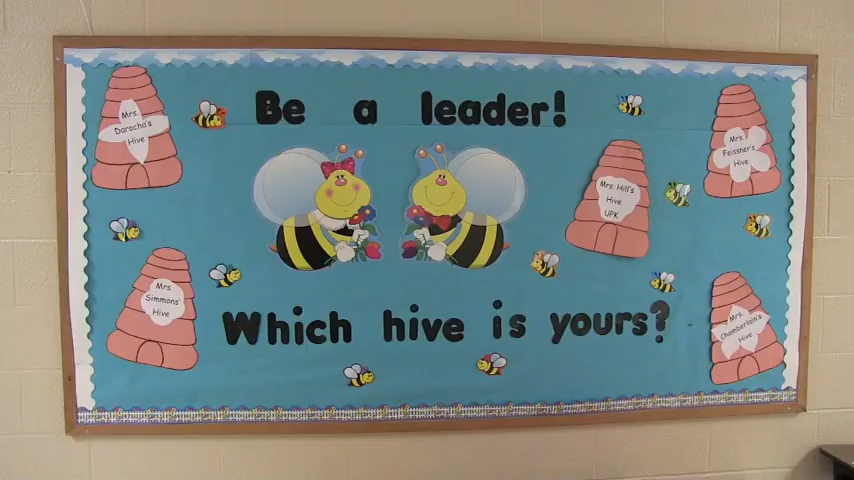 Be a leader!
Mrs.
Darocha's
Hive
Mrs.
Feissner's
Hive
Mrs. Hill's
Hive
UPK
Mrs.
Simmons'
Hive
Which hive is yours?
Mrs.
Chamberlain's
Hive